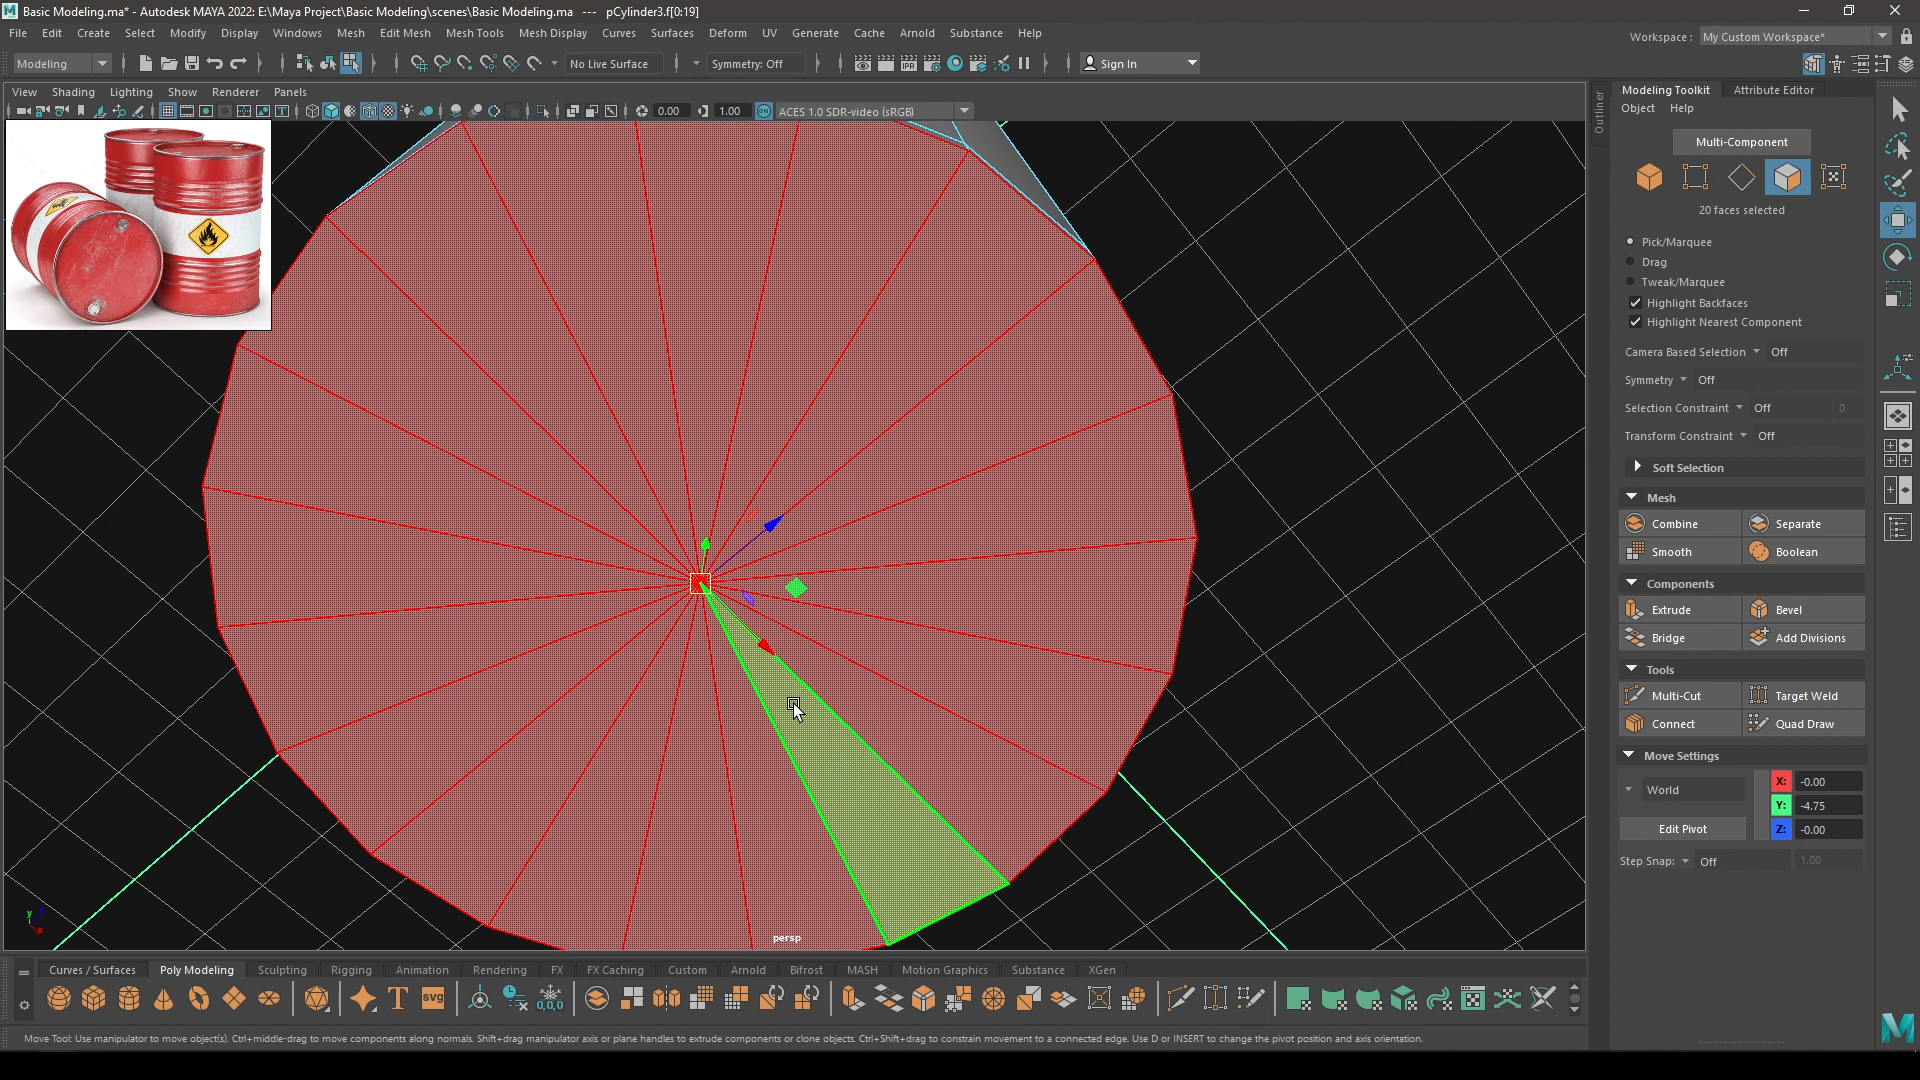 Basic Modeling.ma* - Autodesk MAYA 2022: E:\Maya Project\Basic Modeling\scenes\Basic Modeling.ma --- pCylinder3.f[0:19]
File Edit Create Select Modify Display Windows Mesh Edit Mesh Mesh Tools Mesh Display Curves Surfaces Deform UV Generate Cache Arnold Substance Help
Workspace : My Custom Workspace*
Modeling No Live Surface Symmetry: Off Sign In
View Shading Lighting Show Renderer Panels
0.00 1.00 ACES 1.0 SDR-video (sRGB)
Outliner
Modeling Toolkit Attribute Editor
Object Help
Multi-Component
20 faces selected
Pick/Marquee
Drag
Tweak/Marquee
Highlight Backfaces
Highlight Nearest Component
Camera Based Selection Off
Symmetry Off
Selection Constraint Off 0
Transform Constraint Off
Soft Selection
Mesh
Combine Separate
Smooth Boolean
Components
Extrude Bevel
Bridge Add Divisions
Tools
Multi-Cut Target Weld
Connect Quad Draw
Move Settings
World
X: -0.00
Y: -4.75
Edit Pivot
Z: -0.00
Step Snap: Off 1.00
y
persp
Curves / Surfaces Poly Modeling Sculpting Rigging Animation Rendering FX FX Caching Custom Arnold Bifrost MASH Motion Graphics Substance XGen
T svg 0,0,0
Move Tool: Use manipulator to move object(s). Ctrl+middle-drag to move components along normals. Shift+drag manipulator axis or plane handles to extrude components or clone objects. Ctrl+Shift+drag to constrain movement to a connected edge. Use D or INSERT to change the pivot position and axis orientation.